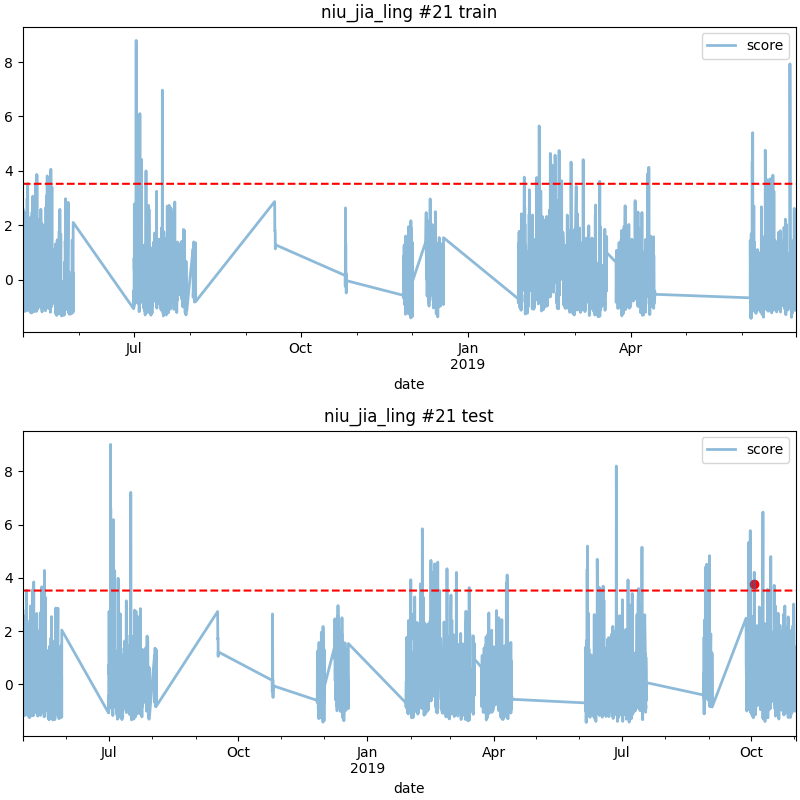 niu_jia_ling #21 train
score
8
6
4
2
0
Jul
Oct
Jan
2019
Apr
date
niu_jia_ling #21 test
score
8
6
4
2
0
Jul
Oct
Jan
2019
Apr
Jul
Oct
date